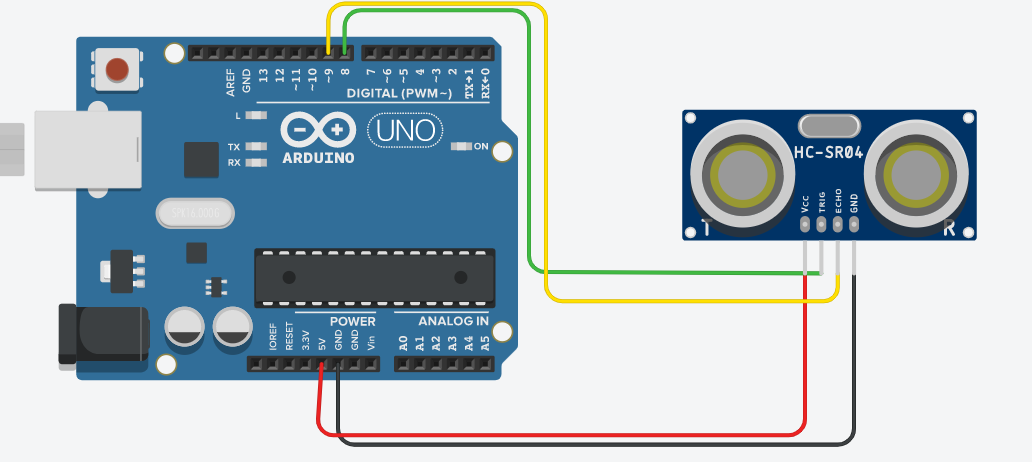 AREF
GND
13
12
~11
~10
~9
8
7
~6
~5
4
~3
2
TX→1
RX←0
DIGITAL (PWM~)
L
TX
RX
UNO
ON
ARDUINO
SPK16.000G
HC-SR04
VCC
TRIG
ECHO
GND
T
R
POWER
ANALOG IN
IOREF
RESET
3.3V
5V
GND
GND
Vin
A0
A1
A2
A3
A4
A5